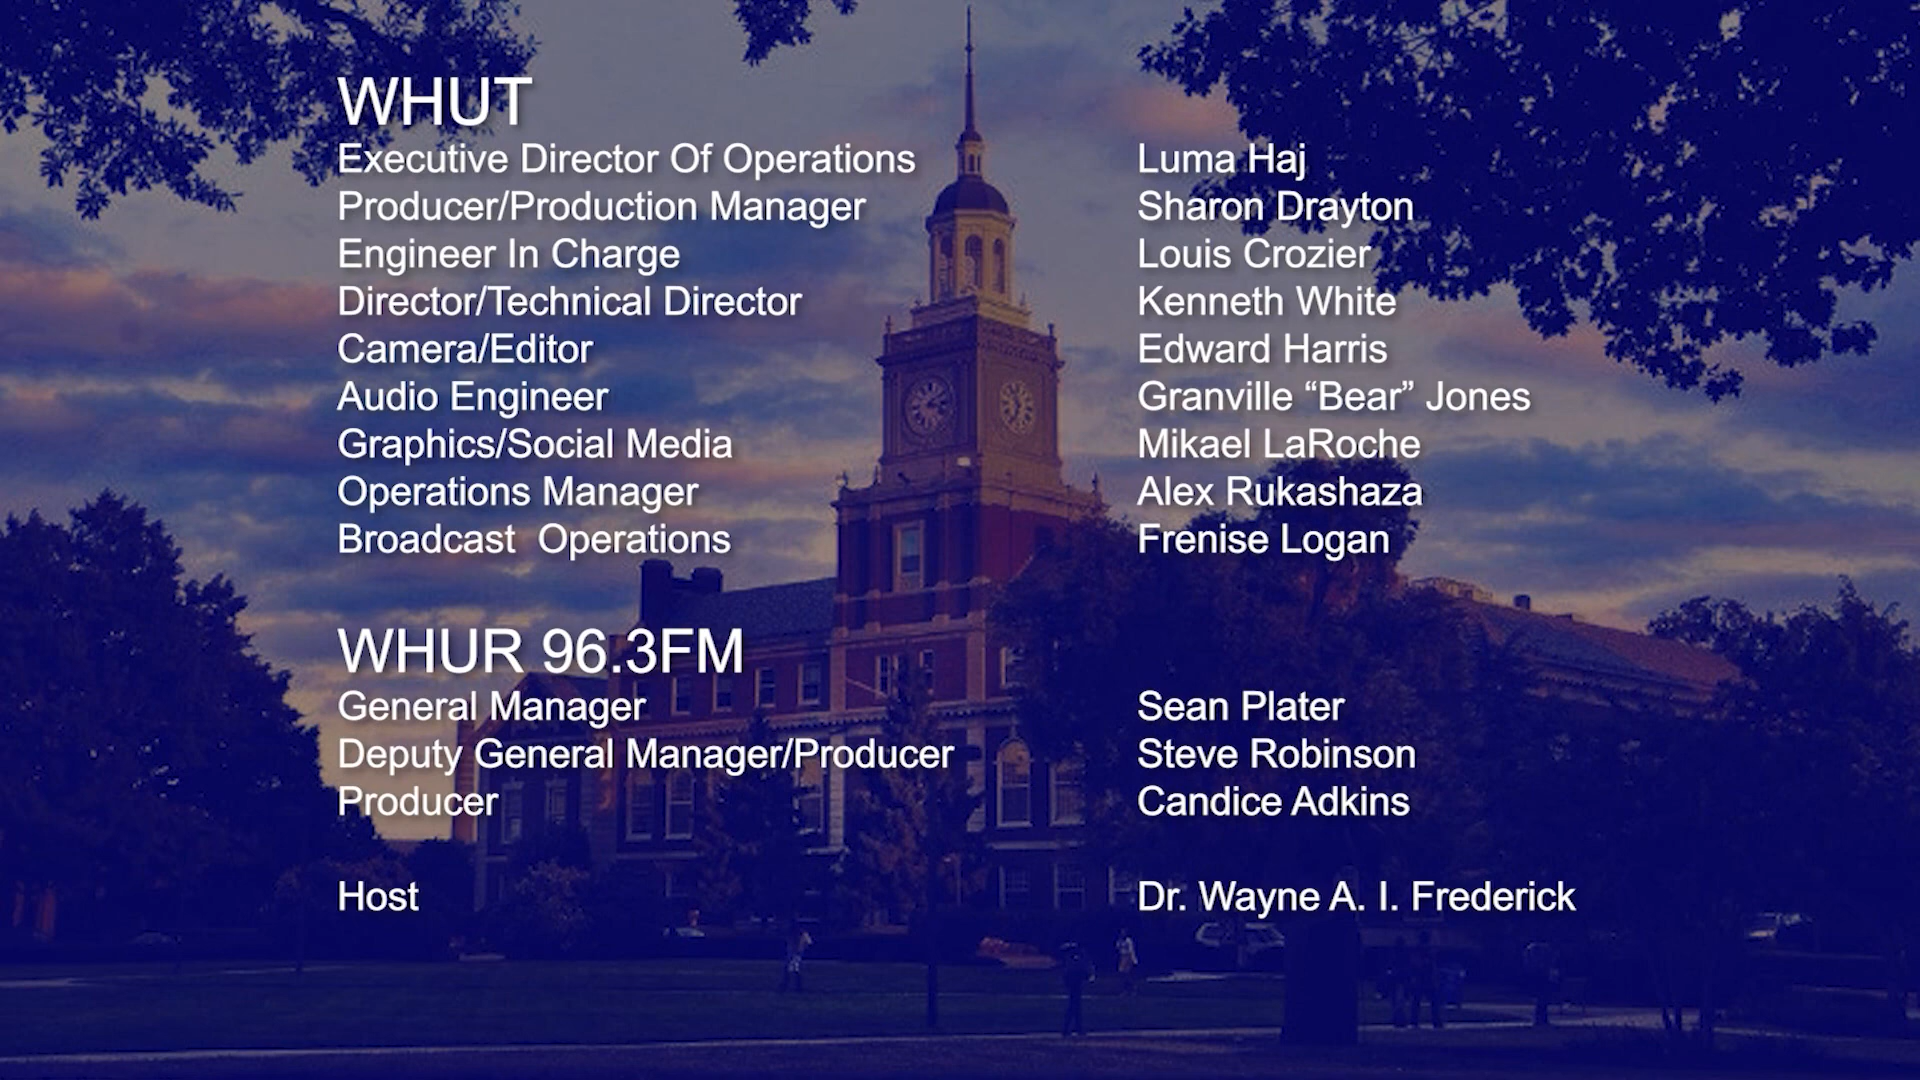 WHUT
Executive Director Of Operations Luma Haj
Producer/Production Manager Sharon Drayton
Engineer In Charge Louis Crozier
Director/Technical Director Kenneth White
Camera/Editor Edward Harris
Audio Engineer Granville “Bear” Jones
Graphics/Social Media Mikael LaRoche
Operations Manager Alex Rukashaza
Broadcast  Operations Frenise Logan
WHUR 96.3FM
General Manager Sean Plater
Deputy General Manager/Producer Steve Robinson
Producer Candice Adkins
Host Dr. Wayne A. I. Frederick